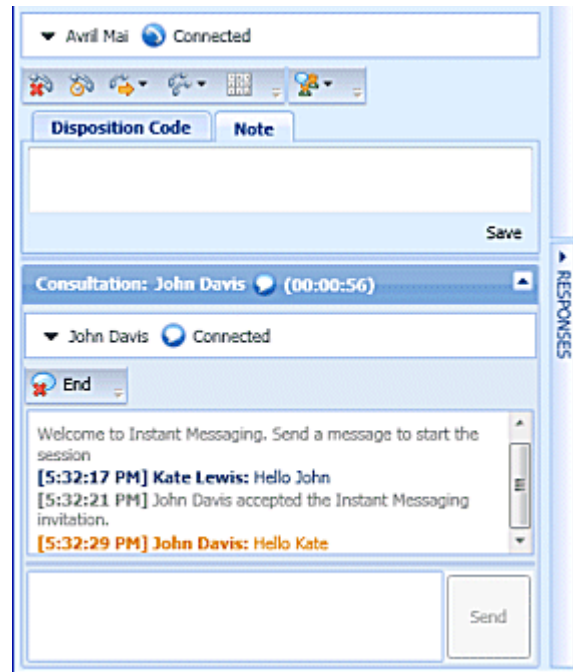 Avril Mai Connected
Disposition Code Note
Save
Consultation: John Davis (00:00:56)
John Davis Connected
End
Welcome to Instant Messaging. Send a message to start the
session
[5:32:17 PM] Kate Lewis: Hello John
[5:32:21 PM] John Davis accepted the Instant Messaging
invitation.
[5:32:29 PM] John Davis: Hello Kate
Send
RESPONSES